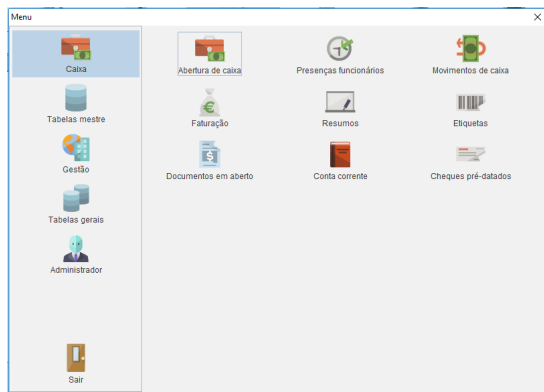 Menu
Caixa
Tabelas mestre
Gestão
Tabelas gerais
Administrador
Sair
Abertura de caixa
Presenças funcionários
Movimentos de caixa
Faturação
Resumos
Etiquetas
Documentos em aberto
Conta corrente
Cheques pré-datados